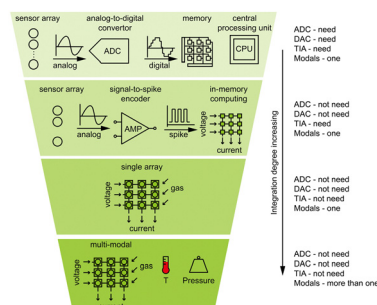 sensor array
analog-to-digital
convertor
memory
central
processing unit
ADC
CPU
analog
digital
ADC - need
DAC - need
TIA - need
Modals - one
sensor array
signal-to-spike
encoder
in-memory
computing
AMP
voltage
analog
spike
current
ADC - not need
DAC - not need
TIA - need
Modals - one
single array
voltage
gas
current
ADC - not need
DAC - not need
TIA - not need
Modals - one
Integration degree increasing
multi-modal
voltage
gas
T
Pressure
ADC - not need
DAC - not need
TIA - not need
Modals - more than one